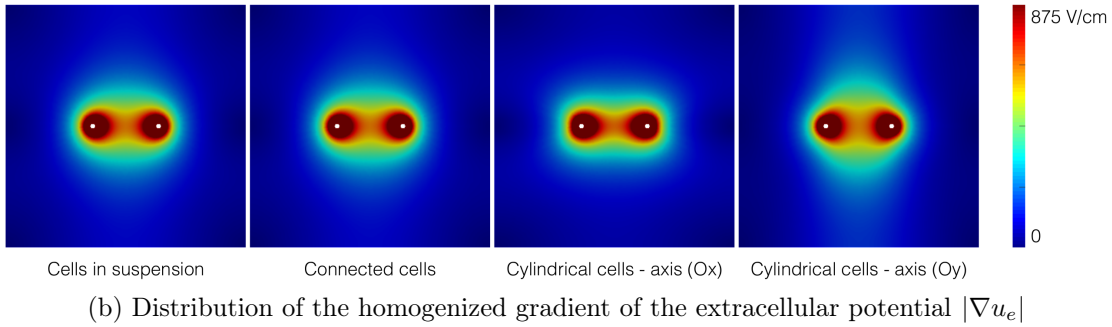 875 V/cm
0
Cells in suspension
Connected cells
Cylindrical cells - axis (Ox)
Cylindrical cells - axis (Oy)
(b) Distribution of the homogenized gradient of the extracellular potential |∇u_e|